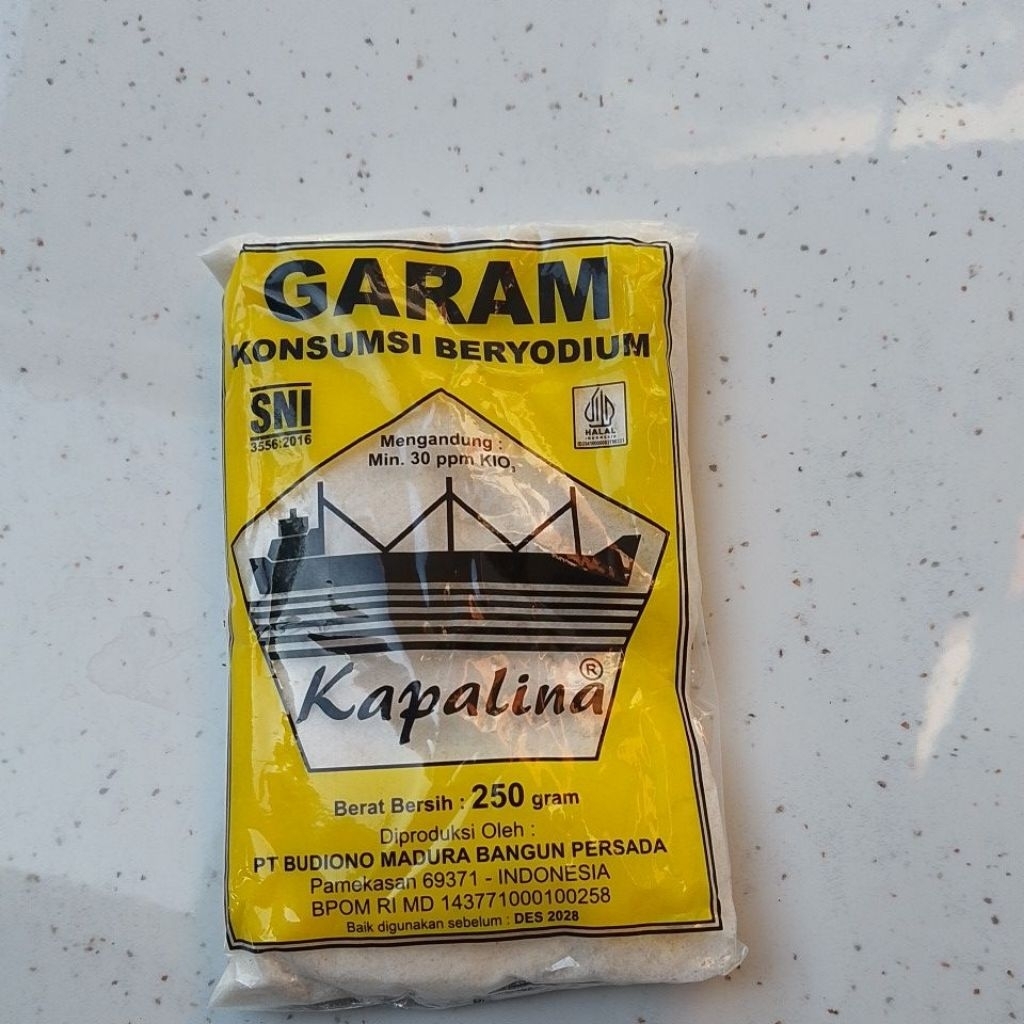 GARAM
KONSUMSI BERYODIUM
SNI
3556:2016
HALAL
INDONESIA
Mengandung :
Min. 30 ppm KIO₃
Kapalina®
Berat Bersih : 250 gram
Diproduksi Oleh :
PT BUDIONO MADURA BANGUN PERSADA
Pamekasan 69371 - INDONESIA
BPOM RI MD 143771000100258
Baik digunakan sebelum : DES 2028